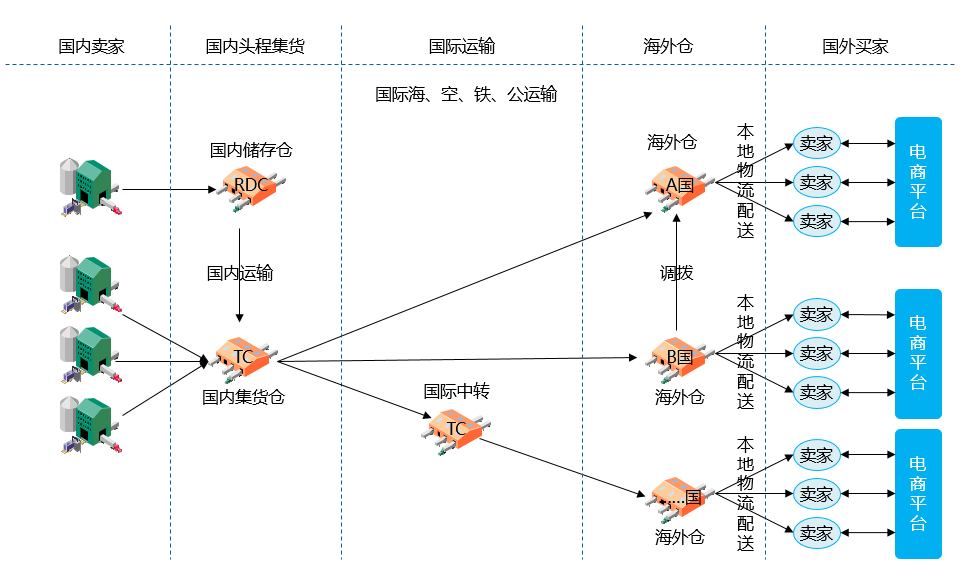 国内卖家
国内头程集货
国际运输
海外仓
国外买家
国际海、空、铁、公运输
国内储存仓
RDC
国内运输
TC
国内集货仓
国际中转
TC
海外仓
A国
调拨
B国
海外仓
......国
海外仓
本地物流配送
卖家
卖家
卖家
电商平台
本地物流配送
卖家
卖家
卖家
电商平台
本地物流配送
卖家
卖家
卖家
电商平台